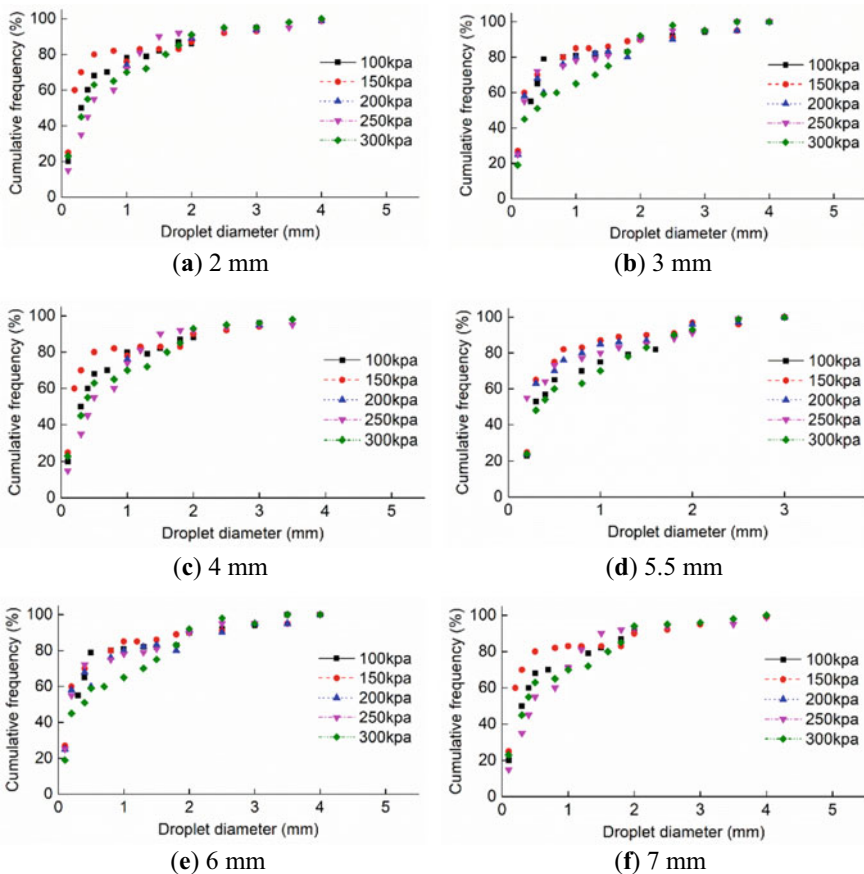 Cumulative frequency (%)
100
80
60
40
20
0
100kpa
150kpa
200kpa
250kpa
300kpa
0 1 2 3 4 5
Droplet diameter (mm)
(a) 2 mm
Cumulative frequency (%)
100
80
60
40
20
0
100kpa
150kpa
200kpa
250kpa
300kpa
0 1 2 3 4 5
Droplet diameter (mm)
(b) 3 mm
Cumulative frequency (%)
100
80
60
40
20
0
100kpa
150kpa
200kpa
250kpa
300kpa
0 1 2 3 4 5
Droplet diameter (mm)
(c) 4 mm
Cumulative frequency (%)
100
80
60
40
20
0
100kpa
150kpa
200kpa
250kpa
300kpa
0 1 2 3
Droplet diameter (mm)
(d) 5.5 mm
Cumulative frequency (%)
100
80
60
40
20
0
100kpa
150kpa
200kpa
250kpa
300kpa
0 1 2 3 4 5
Droplet diameter (mm)
(e) 6 mm
Cumulative frequency (%)
100
80
60
40
20
0
100kpa
150kpa
200kpa
250kpa
300kpa
0 1 2 3 4 5
Droplet diameter (mm)
(f) 7 mm